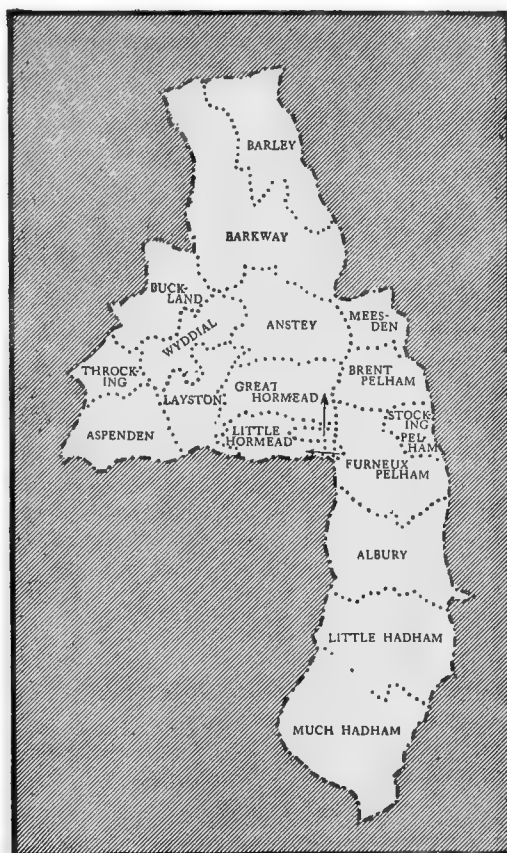 BARLEY
BARKWAY
BUCK-
LAND
WYDDIAL
ANSTEY
MEES-
DEN
THROCK-
ING
LAYSTON
GREAT
HORMEAD
BRENT
PELHAM
ASPENDEN
LITTLE
HORMEAD
STOCK-
ING
PEL-
HAM
FURNEUX
PELHAM
ALBURY
LITTLE HADHAM
MUCH HADHAM